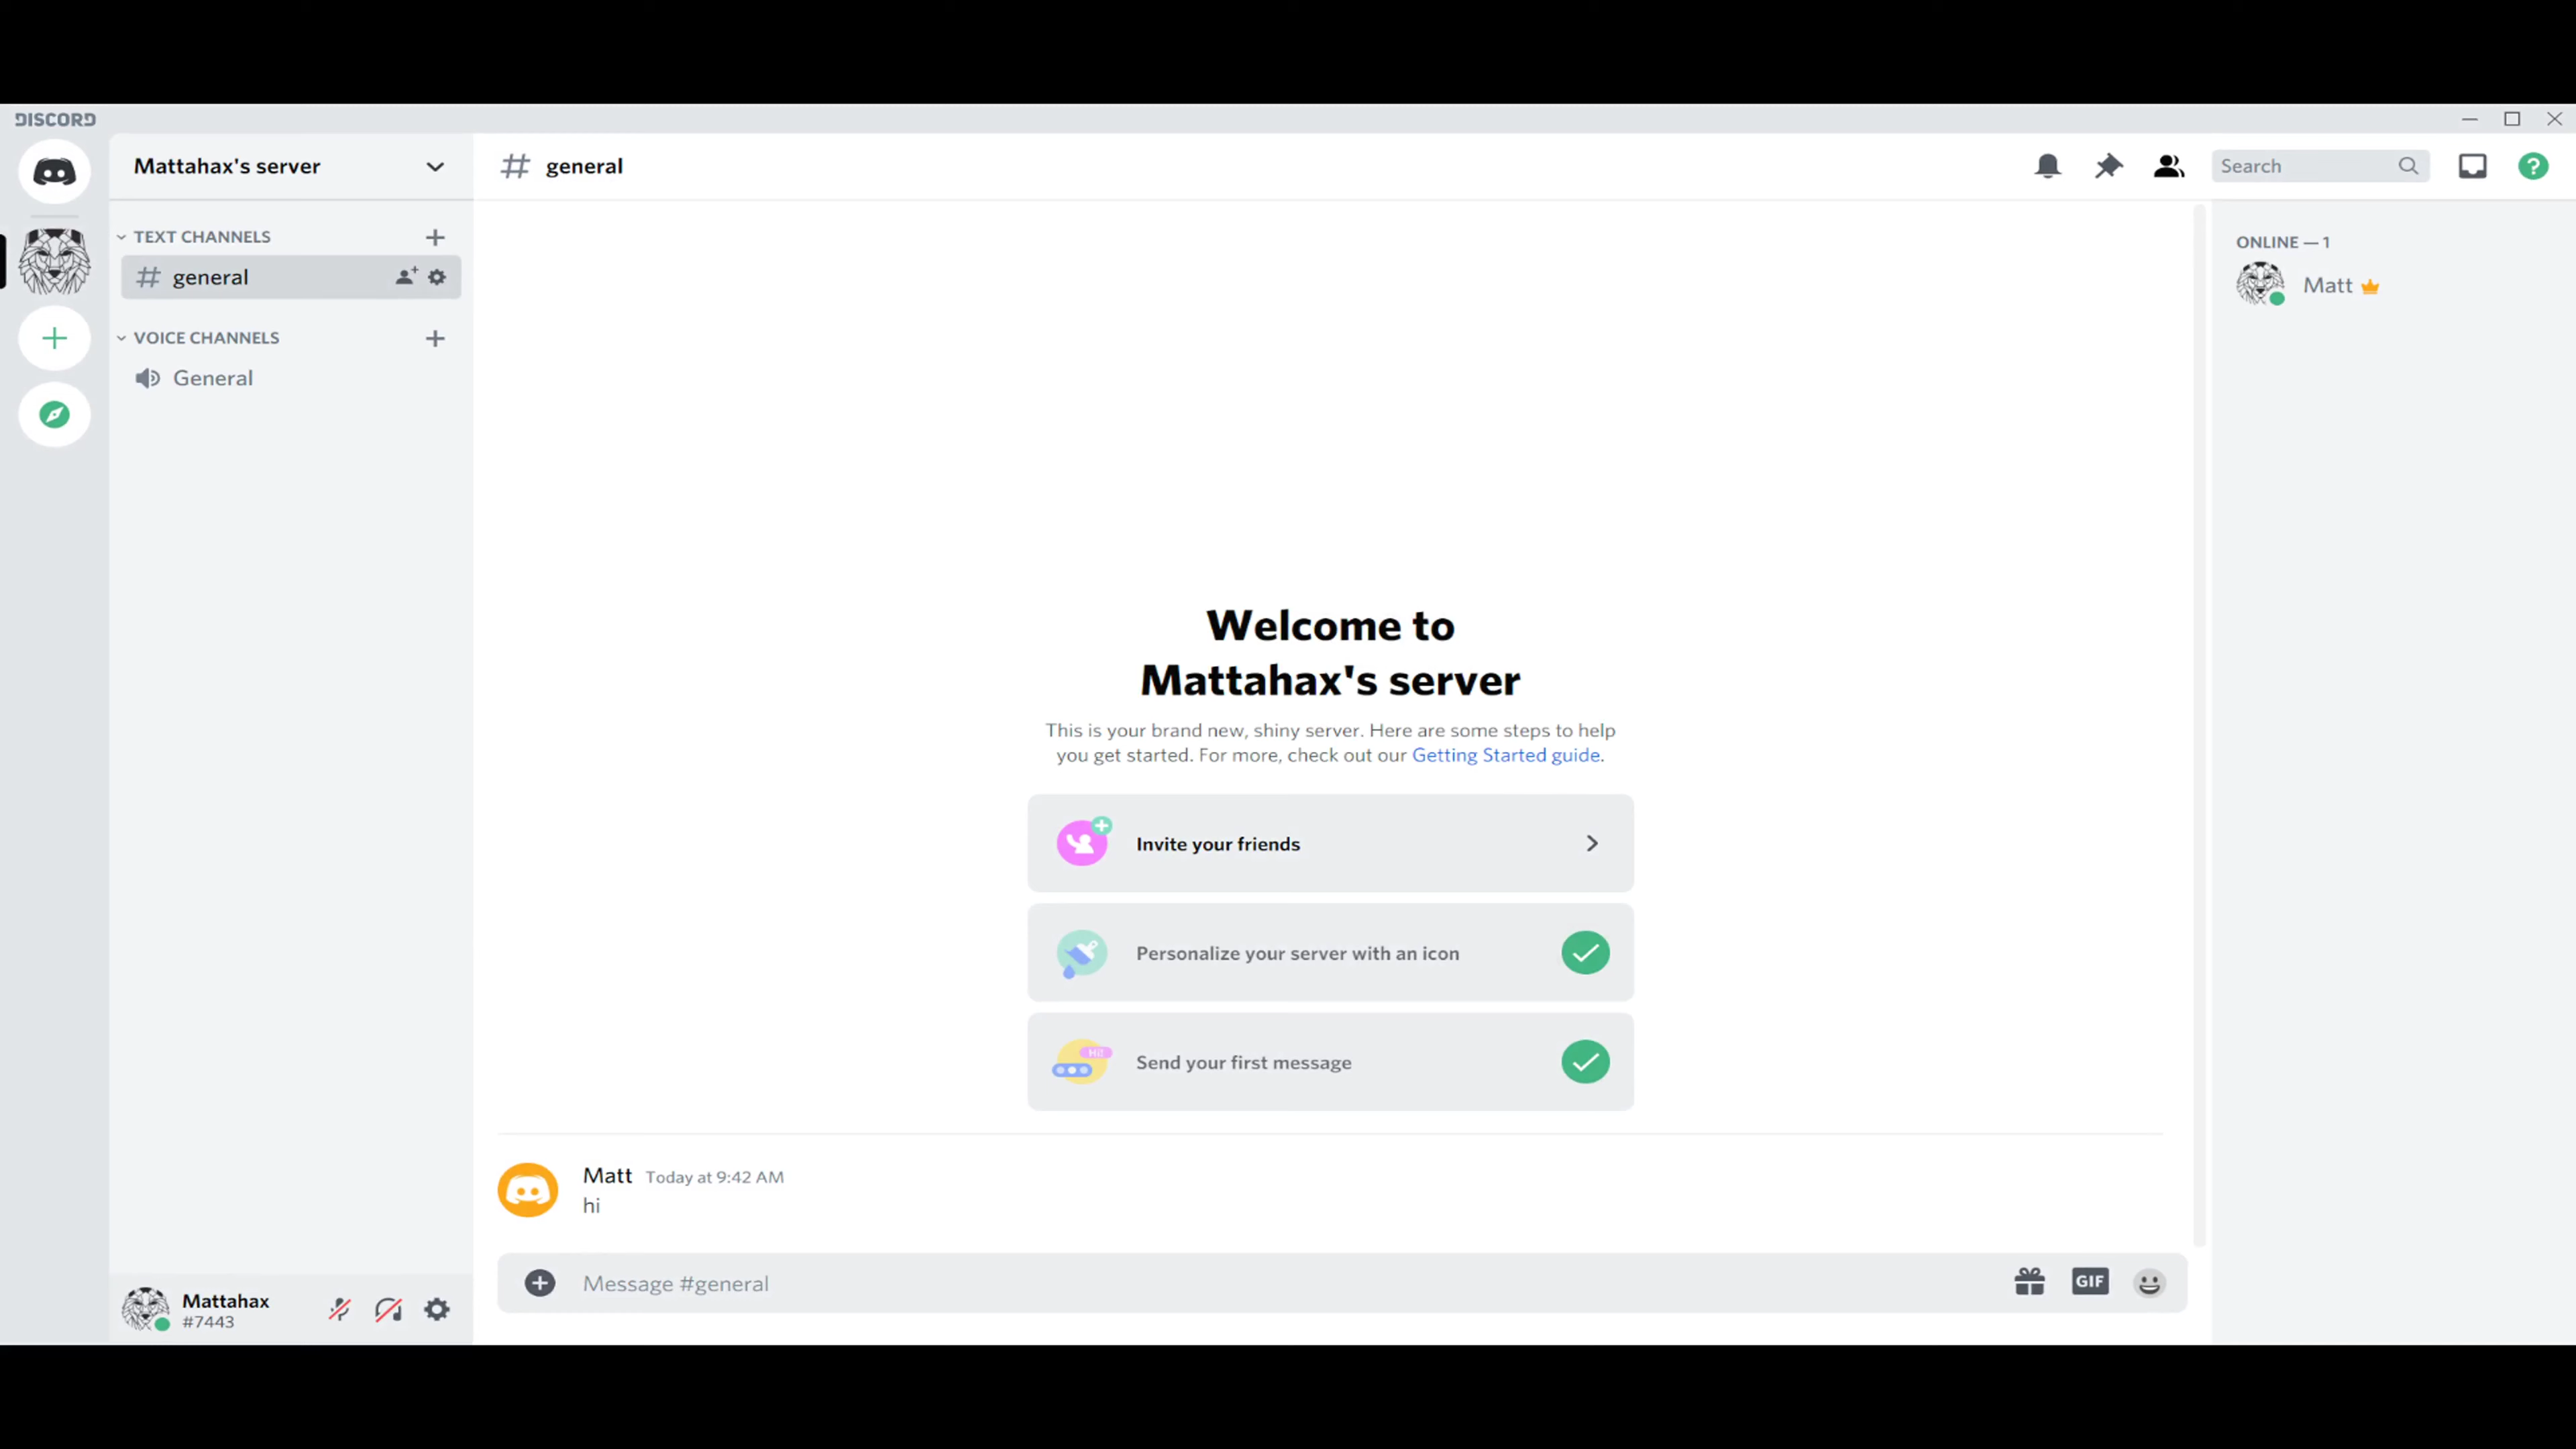 DISCORD
Mattahax's server
general
Search
TEXT CHANNELS
general
VOICE CHANNELS
General
ONLINE — 1
Matt
Welcome to
Mattahax's server
This is your brand new, shiny server. Here are some steps to help
you get started. For more, check out our Getting Started guide.
Invite your friends
Personalize your server with an icon
Hi!
Send your first message
Matt Today at 9:42 AM
hi
Message #general
GIF
Mattahax
#7443